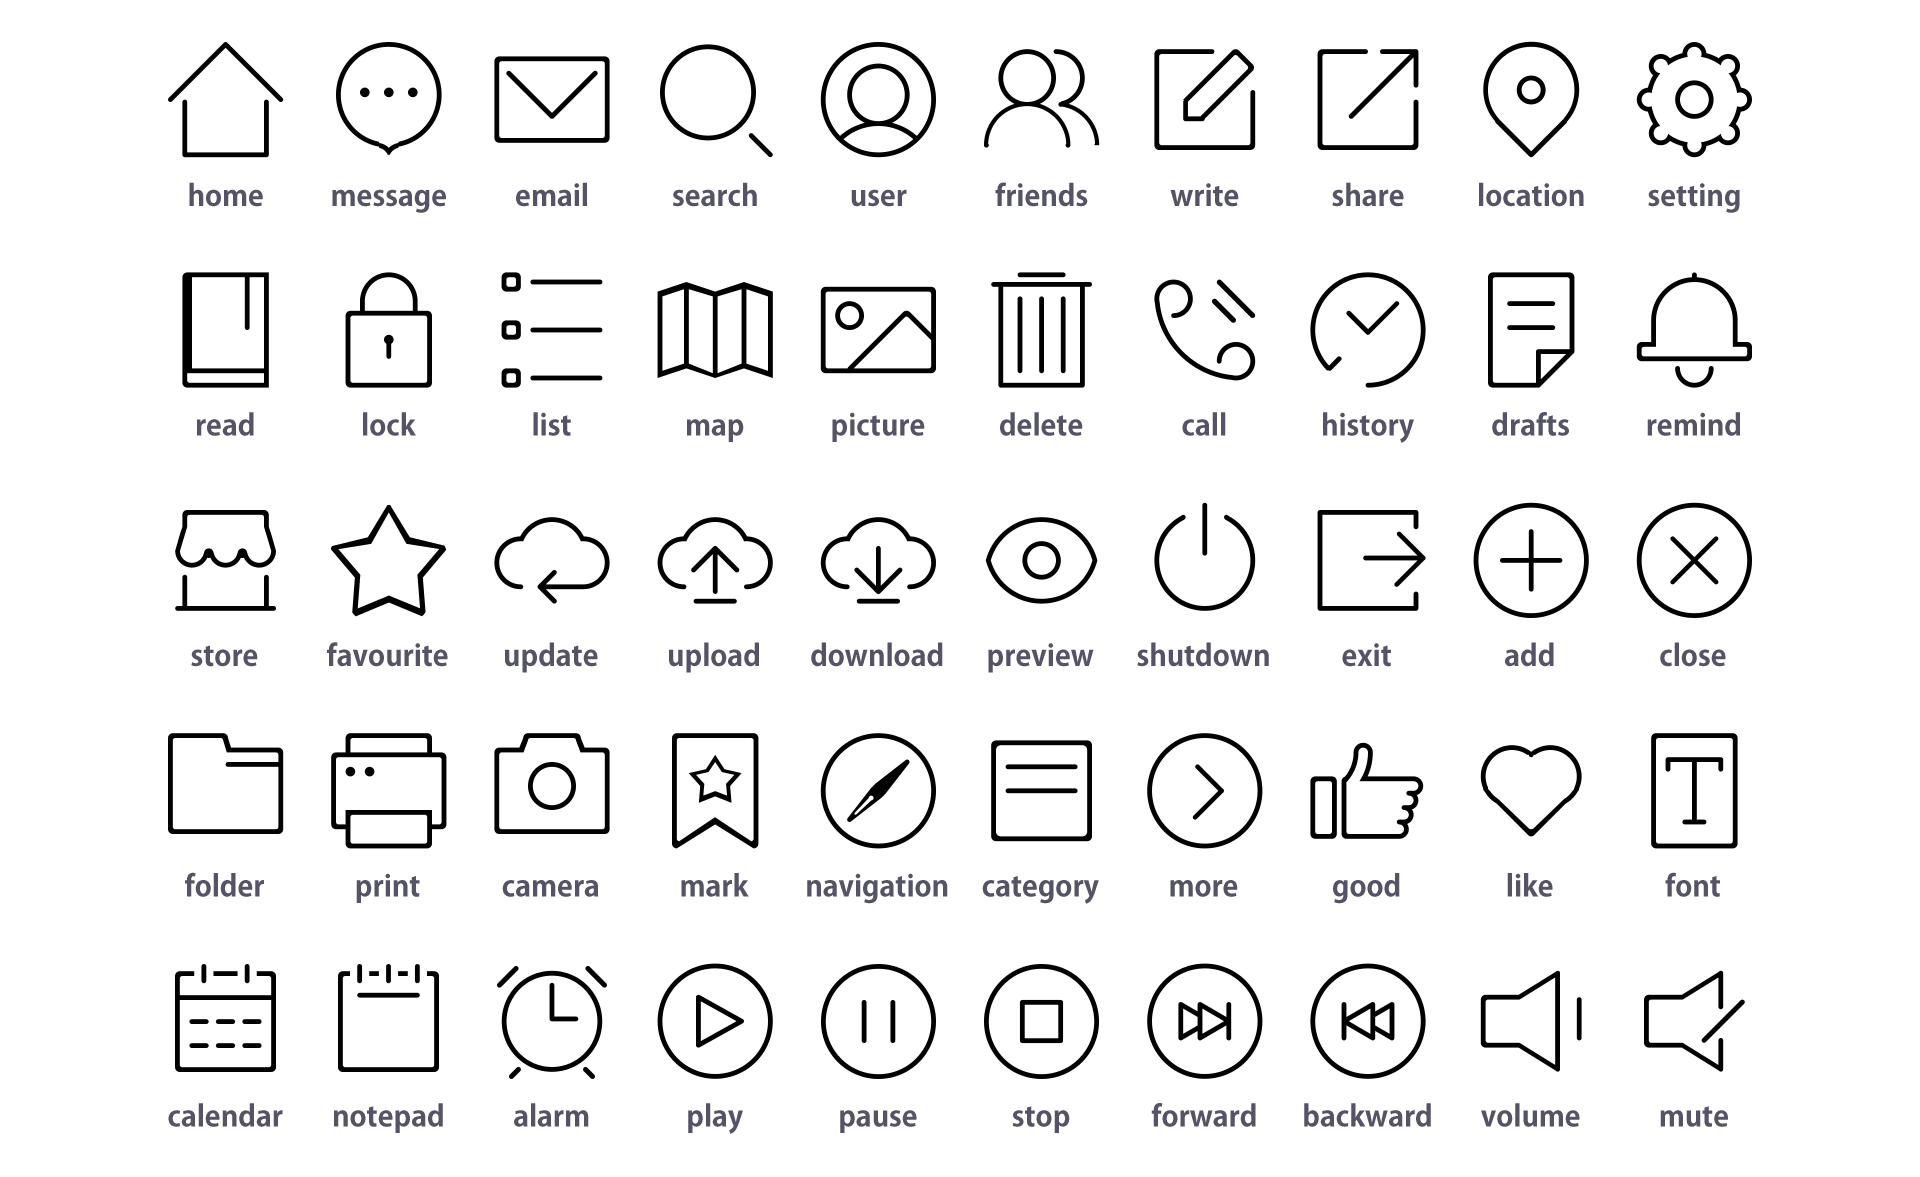 home message email search user friends write share location setting
read lock list map picture delete call history drafts remind
store favourite update upload download preview shutdown exit add close
folder print camera mark navigation category more good like font
calendar notepad alarm play pause stop forward backward volume mute